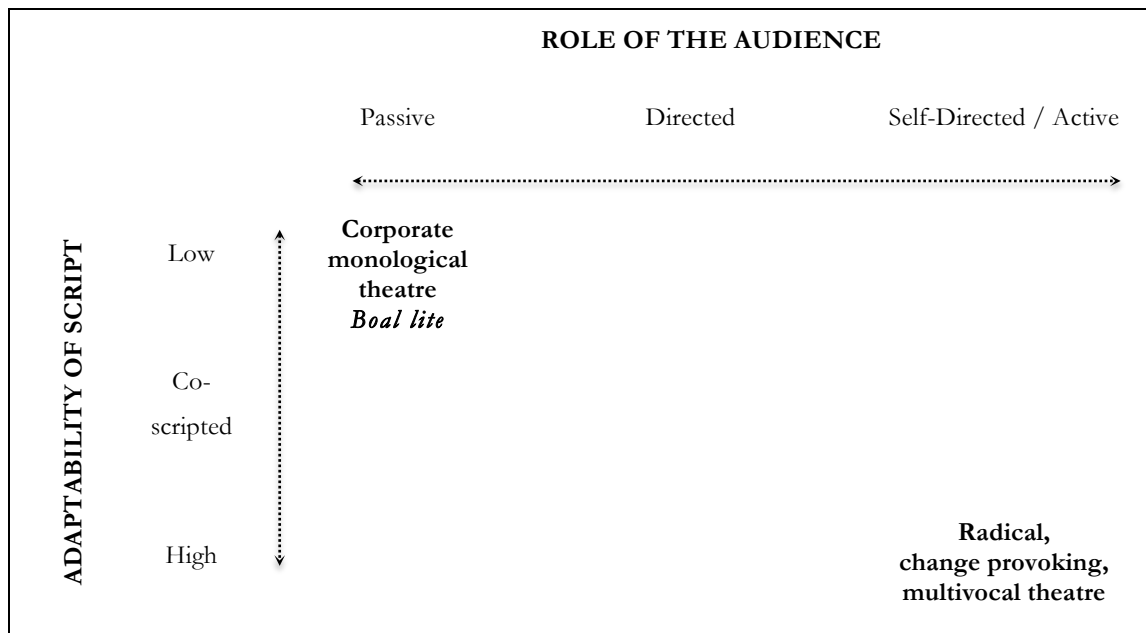 ROLE OF THE AUDIENCE
Passive
Directed
Self-Directed / Active
ADAPTABILITY OF SCRIPT
Low
Corporate
monological
theatre
Boal lite
Co-
scripted
High
Radical,
change provoking,
multivocal theatre